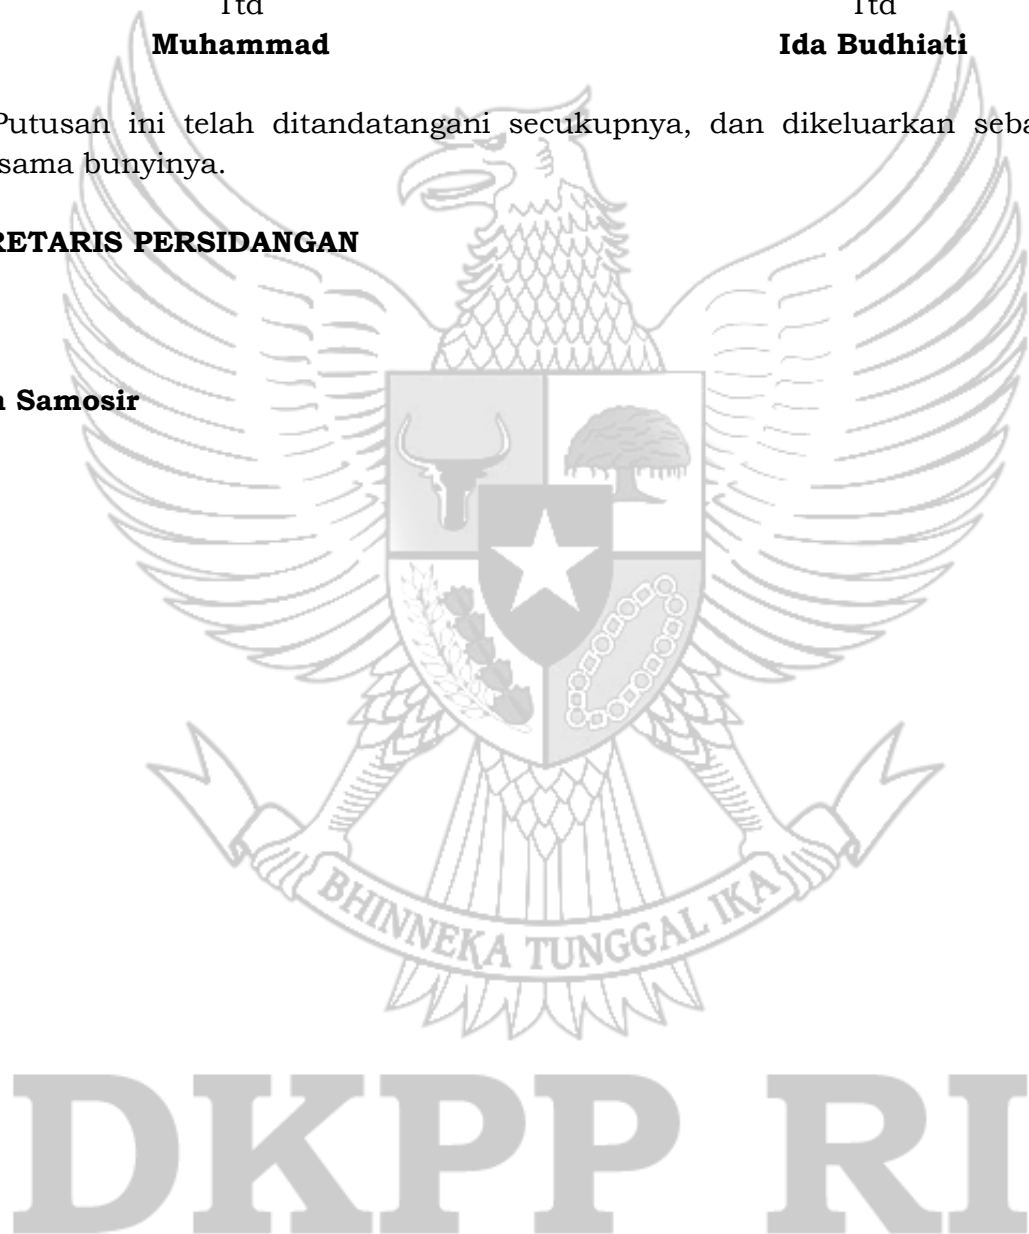 Ttd Ttd
Muhammad Ida Budhiati
Putusan ini telah ditandatangani secukupnya, dan dikeluarkan seba
sama bunyinya.
RETARIS PERSIDANGAN
n Samosir
BHINNEKA TUNGGAL IKA
DKPP RI